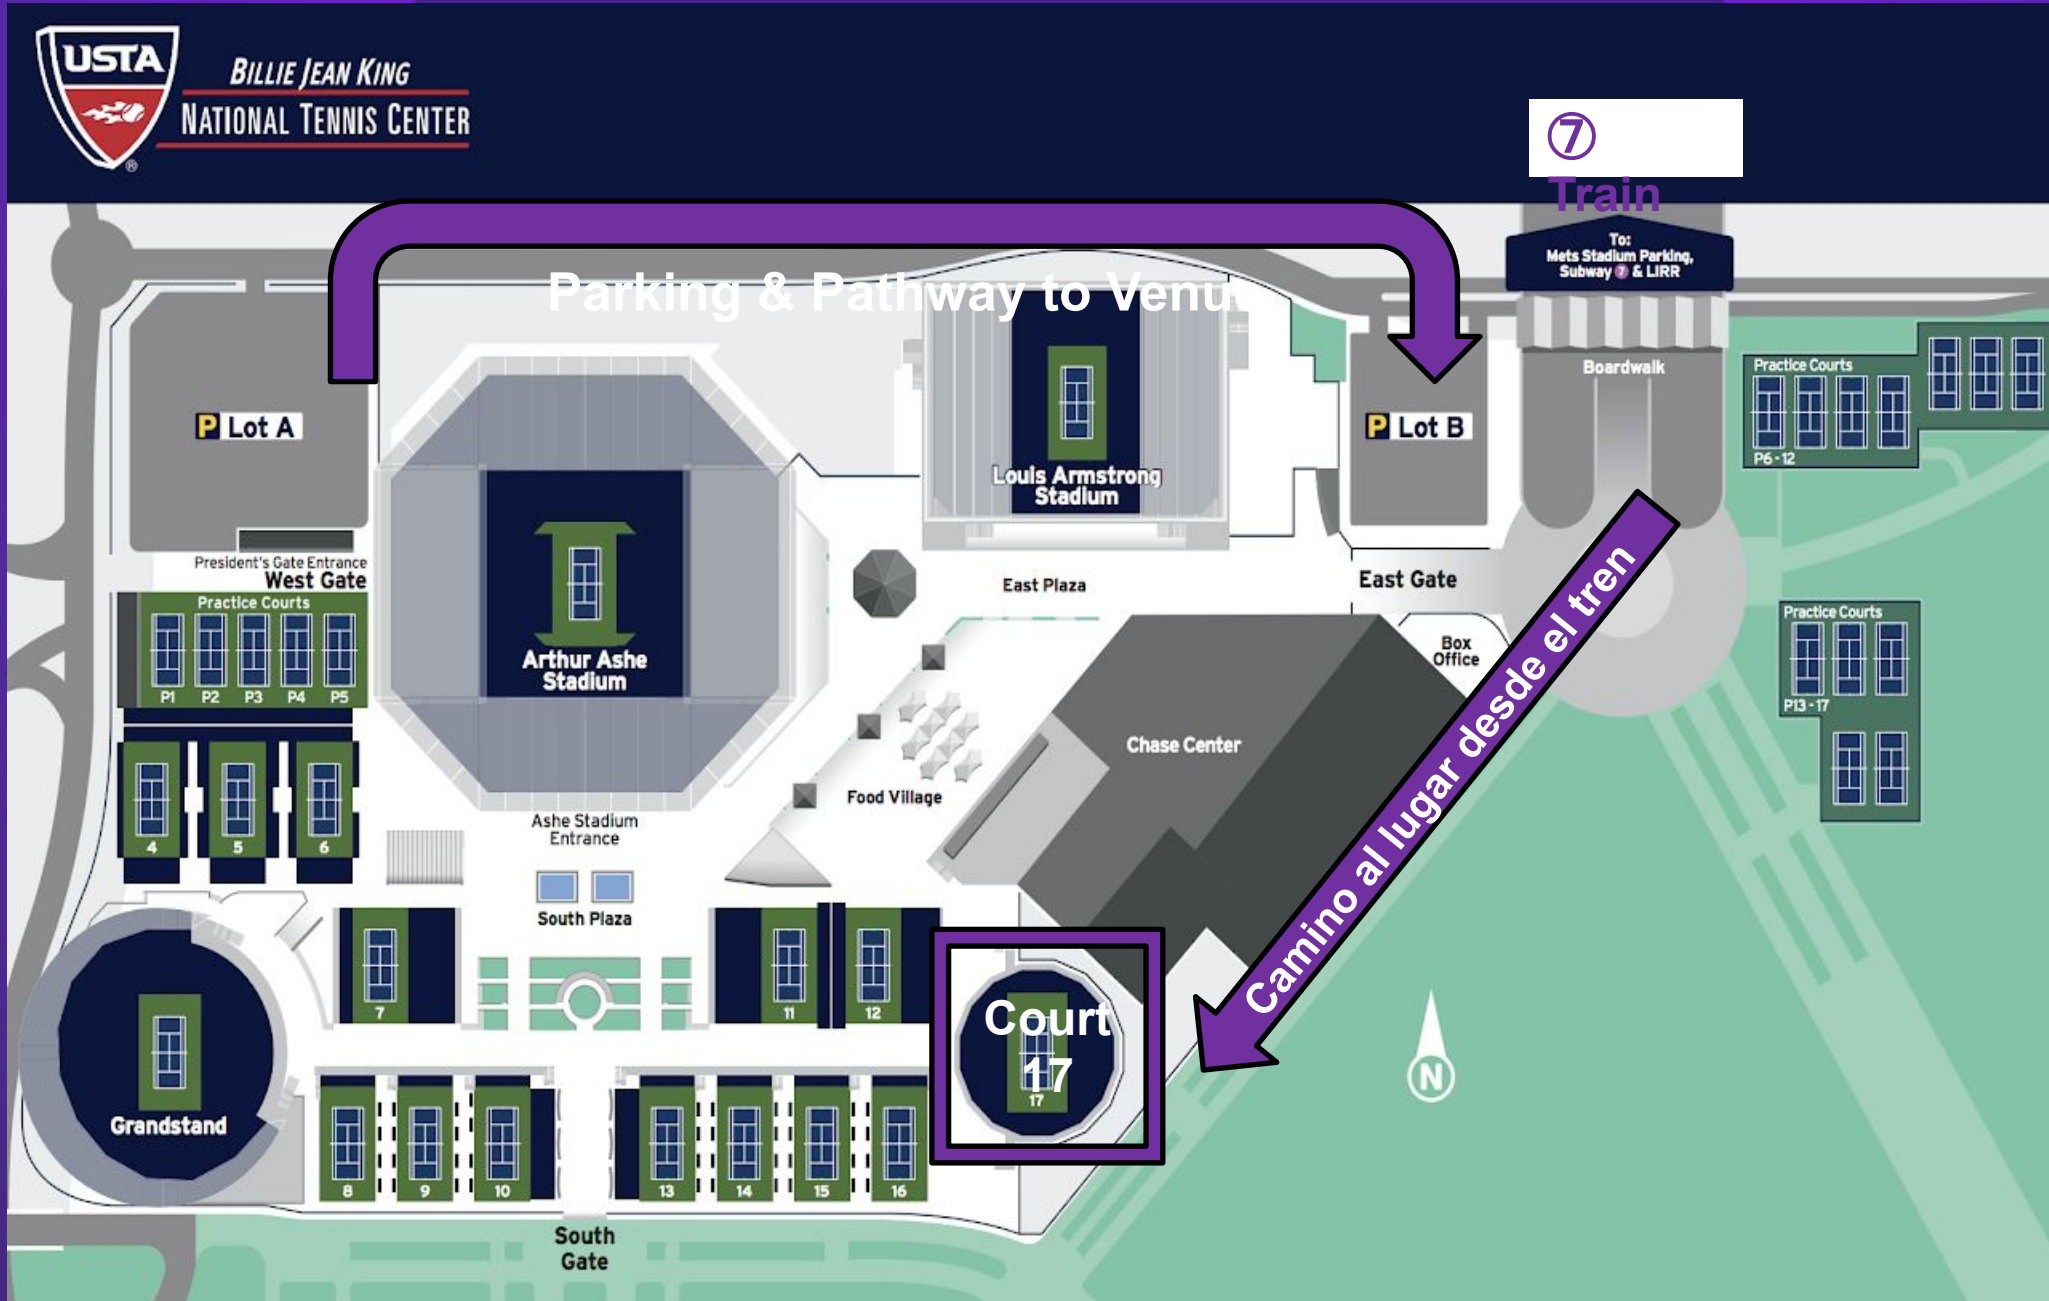 USTA
BILLIE JEAN KING
NATIONAL TENNIS CENTER
®
⑦
Train
To:
Mets Stadium Parking,
Subway 7 & LIRR
Parking & Pathway to Venu
Boardwalk
Practice Courts
P6-12
P Lot A
P Lot B
Louis Armstrong
Stadium
President's Gate Entrance
West Gate
Practice Courts
P1 P2 P3 P4 P5
East Plaza
East Gate
Box
Office
Camino al lugar desde el tren
Practice Courts
P13-17
Arthur Ashe
Stadium
Chase Center
Food Village
4 5 6
Ashe Stadium
Entrance
South Plaza
7
11 12
Court
17
17
N
Grandstand
8 9 10
13 14 15 16
South
Gate